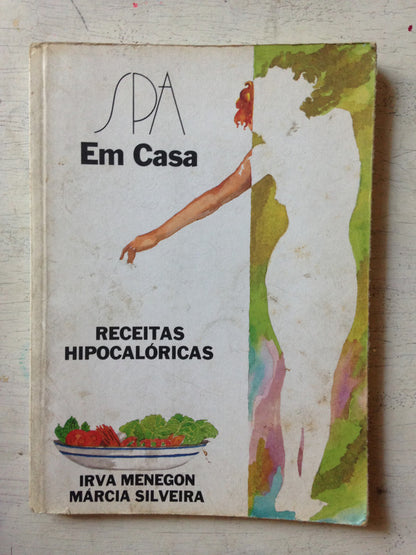 SPA
Em Casa
RECEITAS
HIPOCALÓRICAS
IRVA MENEGON
MÁRCIA SILVEIRA